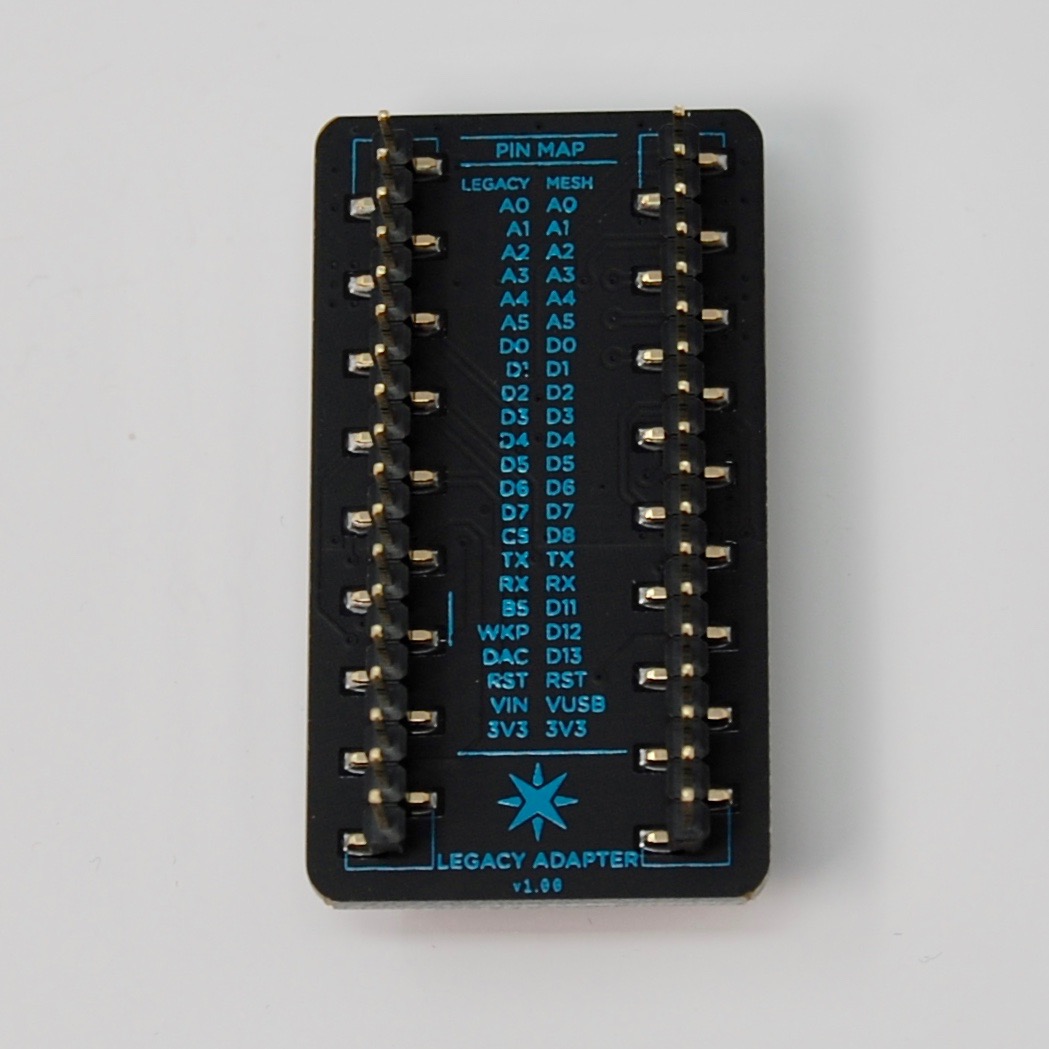 PIN MAP
LEGACY MESH
A0 A0
A1 A1
A2 A2
A3 A3
A4 A4
A5 A5
D0 D0
D1 D1
D2 D2
D3 D3
D4 D4
D5 D5
D6 D6
D7 D7
C5 D8
TX TX
RX RX
B5 D11
WKP D12
DAC D13
RST RST
VIN VUSB
3V3 3V3
LEGACY ADAPTER
v1.00